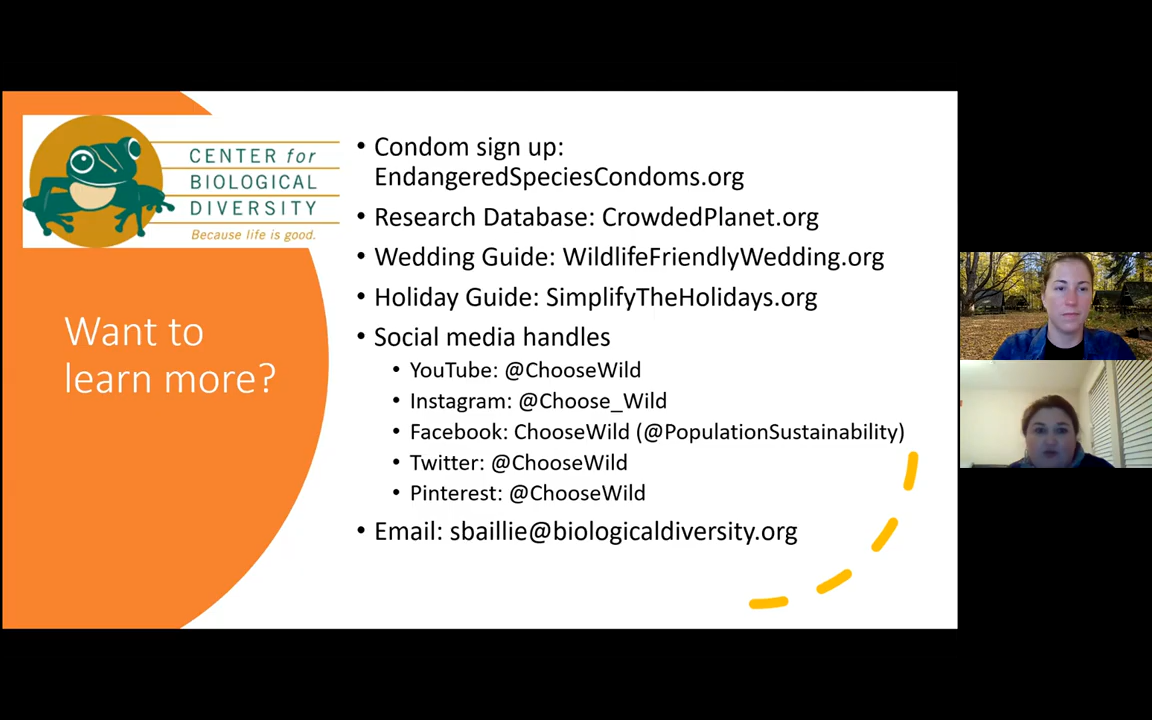 CENTER for
BIOLOGICAL
DIVERSITY
Because life is good.
Want to
learn more?
• Condom sign up:
EndangeredSpeciesCondoms.org
• Research Database: CrowdedPlanet.org
• Wedding Guide: WildlifeFriendlyWedding.org
• Holiday Guide: SimplifyTheHolidays.org
• Social media handles
• YouTube: @ChooseWild
• Instagram: @Choose_Wild
• Facebook: ChooseWild (@PopulationSustainability)
• Twitter: @ChooseWild
• Pinterest: @ChooseWild
• Email: sbaillie@biologicaldiversity.org